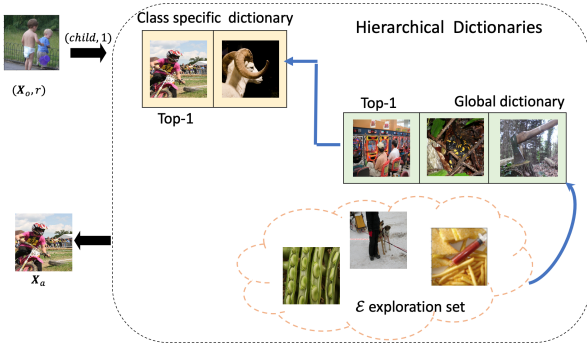 Class specific dictionary
Hierarchical Dictionaries
(child, 1)
(X_o, r)
Top-1
Top-1
Global dictionary
X_a
ℰ exploration set